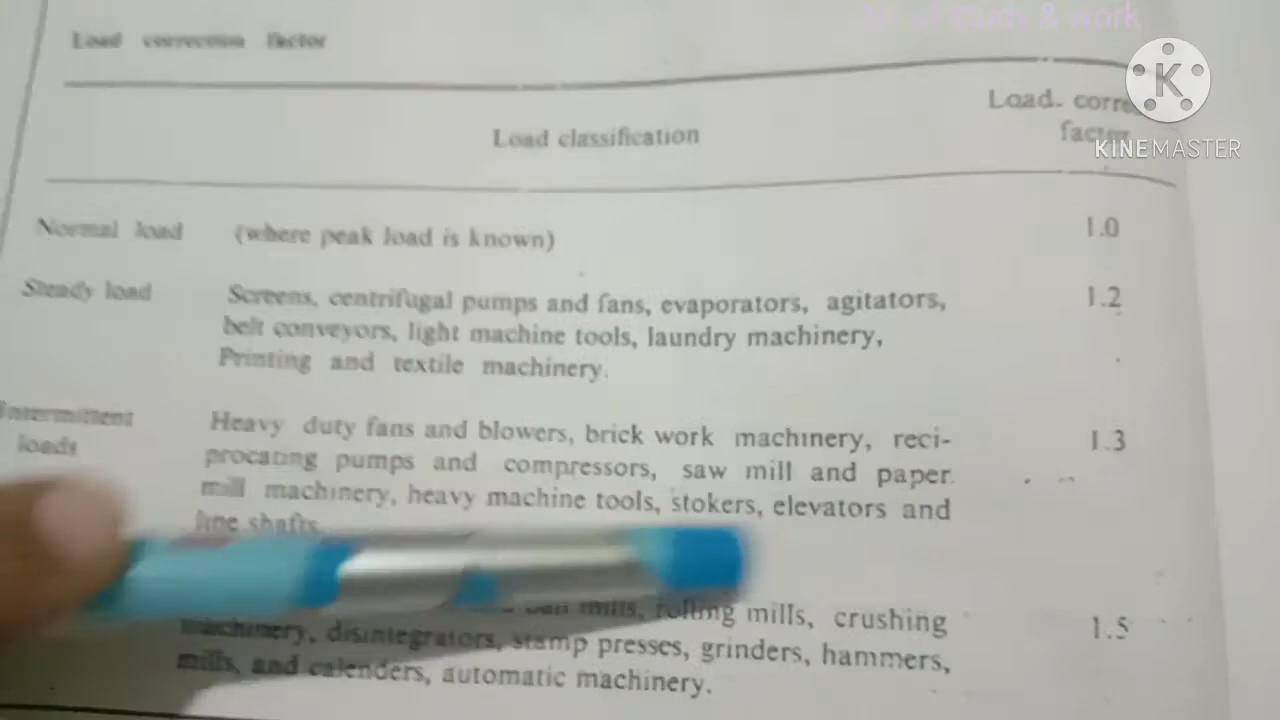 & work
K
KINEMASTER
Load correction factor
Load classification
Load. corre
factor
Normal load (where peak load is known) 1.0
Steady load Screens, centrifugal pumps and fans, evaporators, agitators, 1.2
belt conveyors, light machine tools, laundry machinery,
Printing and textile machinery.
Intermittent Heavy duty fans and blowers, brick work machinery, reci- 1.3
loads procating pumps and compressors, saw mill and paper
mill machinery, heavy machine tools, stokers, elevators and
line shafts.
ball mills, rolling mills, crushing 1.5
machinery, disintegrators, stamp presses, grinders, hammers,
mills, and calenders, automatic machinery.